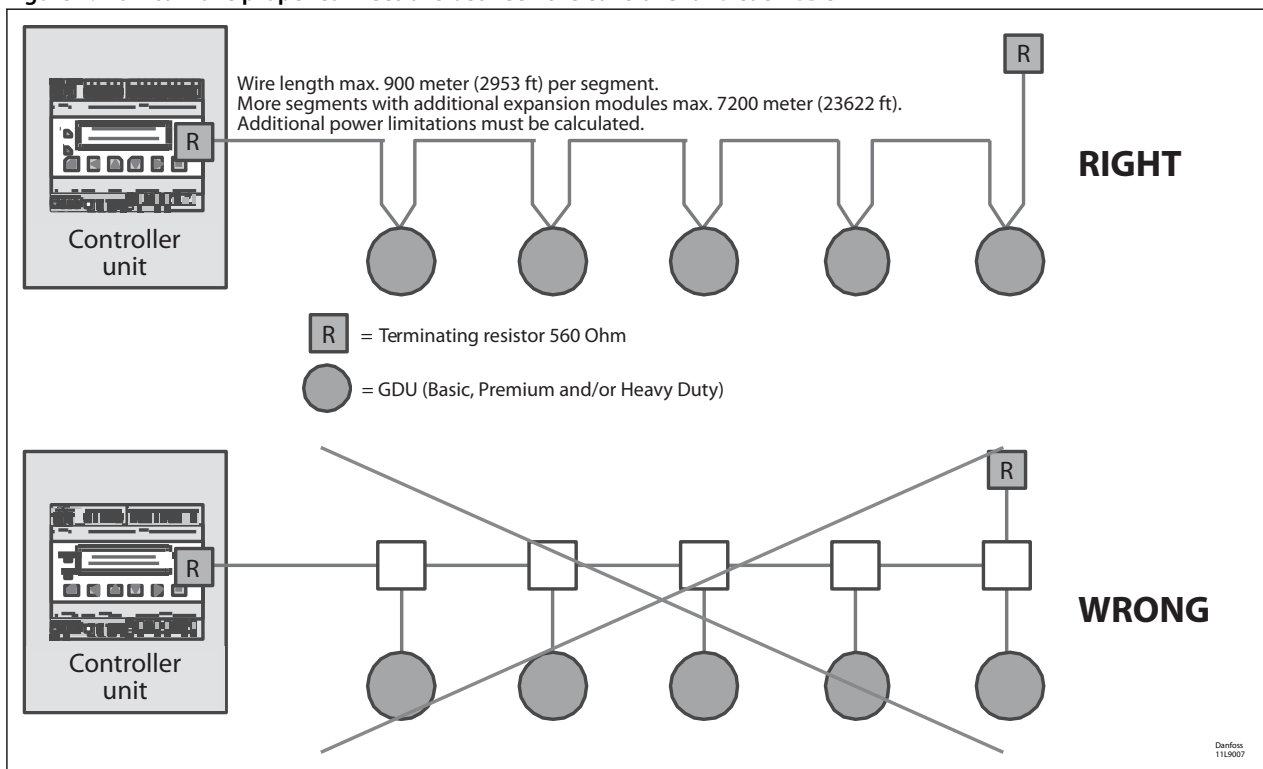 R
Wire length max. 900 meter (2953 ft) per segment.
More segments with additional expansion modules max. 7200 meter (23622 ft).
Additional power limitations must be calculated.
R
RIGHT
Controller
unit
R = Terminating resistor 560 Ohm
= GDU (Basic, Premium and/or Heavy Duty)
R
R
WRONG
Controller
unit
Danfoss
11L9007